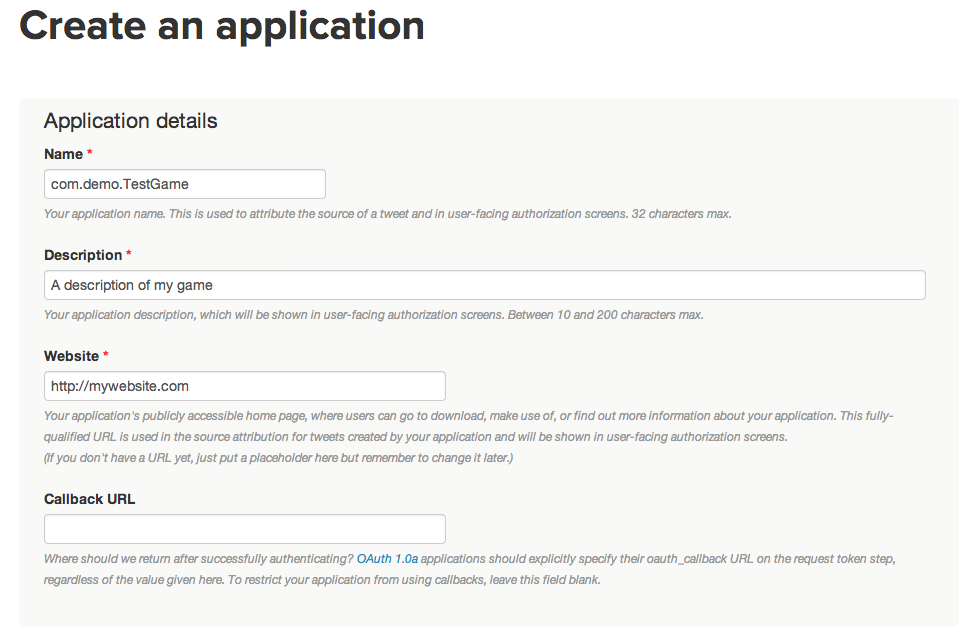 Create an application
Application details
Name *
com.demo.TestGame
Your application name. This is used to attribute the source of a tweet and in user-facing authorization screens. 32 characters max.
Description *
A description of my game
Your application description, which will be shown in user-facing authorization screens. Between 10 and 200 characters max.
Website *
http://mywebsite.com
Your application's publicly accessible home page, where users can go to download, make use of, or find out more information about your application. This fully-
qualified URL is used in the source attribution for tweets created by your application and will be shown in user-facing authorization screens.
(If you don't have a URL yet, just put a placeholder here but remember to change it later.)
Callback URL
Where should we return after successfully authenticating? OAuth 1.0a applications should explicitly specify their oauth_callback URL on the request token step,
regardless of the value given here. To restrict your application from using callbacks, leave this field blank.